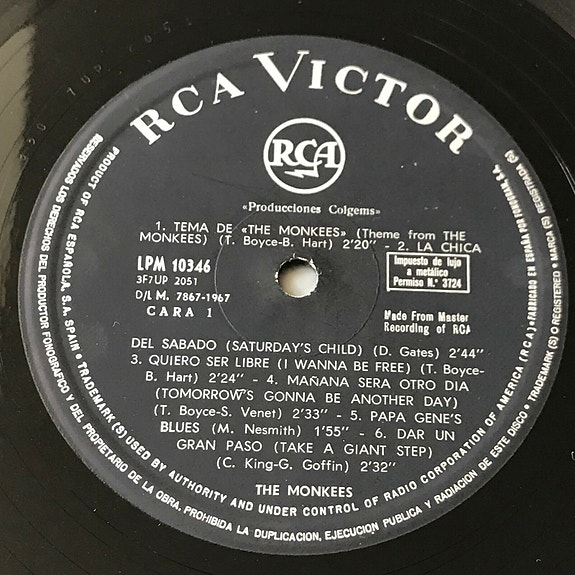 RCA VICTOR
RCA
«Producciones Colgems»
1. TEMA DE «THE MONKEES» (Theme from THE
MONKEES) (T. Boyce-B. Hart) 2'20" - 2. LA CHICA
LPM 10346
3F7UP 2051
D/L M. 7867-1967
CARA 1
Impuesto de lujo
a metálico
Permiso N.º 3724
Made From Master
Recording of RCA
DEL SABADO (SATURDAY'S CHILD) (D. Gates) 2'44"
3. QUIERO SER LIBRE (I WANNA BE FREE) (T. Boyce-
B. Hart) 2'24" - 4. MAÑANA SERA OTRO DIA
(TOMORROW'S GONNA BE ANOTHER DAY)
(T. Boyce-S. Venet) 2'33" - 5. PAPA GENE'S
BLUES (M. Nesmith) 1'55" - 6. DAR UN
GRAN PASO (TAKE A GIANT STEP)
(C. King-G. Goffin) 2'32"
THE MONKEES
PRODUCT OF RCA ESPAÑOLA, S.A. SPAIN • TRADEMARK (S) USED BY AUTHORITY AND UNDER CONTROL OF RADIO CORPORATION OF AMERICA (RCA) • FABRICADO EN ESPAÑA POR FONOGRAM, S.A.
RESERVADOS LOS DERECHOS DEL PRODUCTOR FONOGRAFICO Y DEL PROPIETARIO DE LA OBRA, PROHIBIDA LA DUPLICACION, EJECUCION PUBLICA Y RADIACION DE ESTE DISCO • TRADEMARK (S) ® REGISTERED • MARCA (S) REGISTRADA (S)